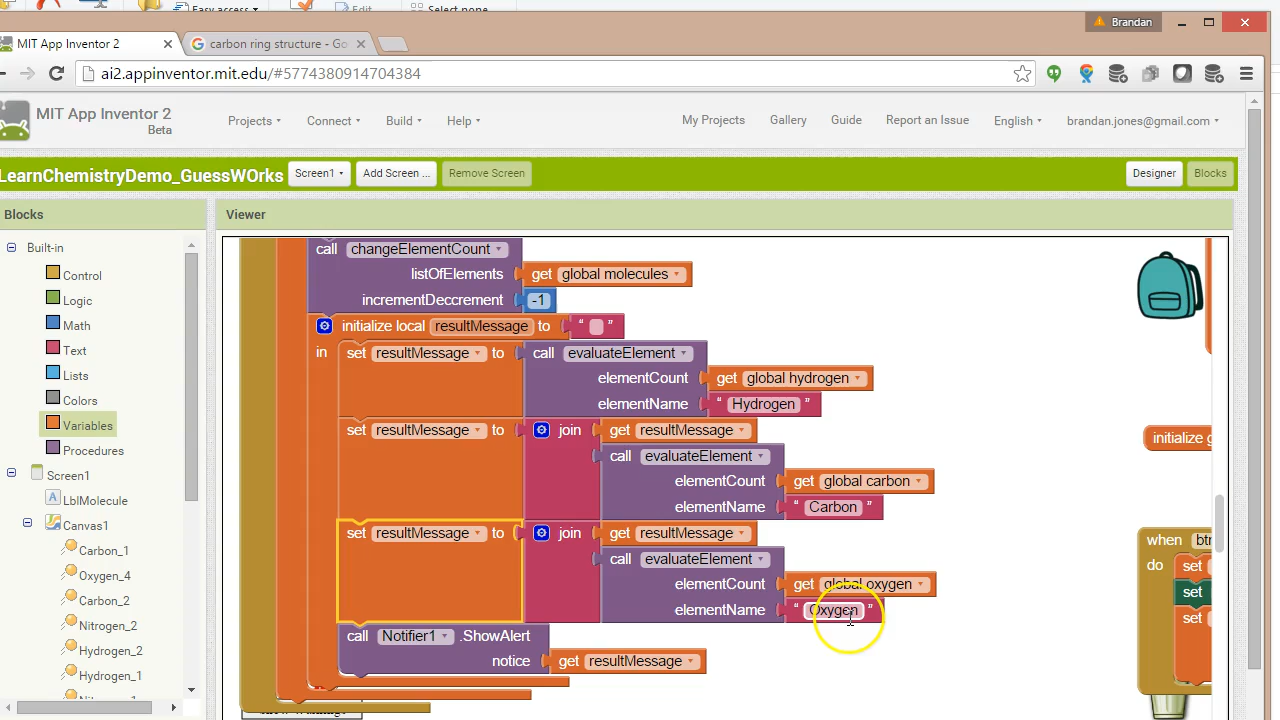 Easy access
Edit
Select none
Brandan
MIT App Inventor 2
carbon ring structure - Go
ai2.appinventor.mit.edu/#5774380914704384
MIT App Inventor 2
Beta
Projects
Connect
Build
Help
My Projects
Gallery
Guide
Report an Issue
English
brandan.jones@gmail.com
LearnChemistryDemo_GuessWOrks
Screen1
Add Screen ...
Remove Screen
Designer
Blocks
Blocks
Viewer
Built-in
Control
Logic
Math
Text
Lists
Colors
Variables
Procedures
Screen1
LblMolecule
Canvas1
Carbon_1
Oxygen_4
Carbon_2
Nitrogen_2
Hydrogen_2
Hydrogen_1
call changeElementCount
listOfElements get global molecules
incrementDeccrement -1
initialize local resultMessage to “ ”
in set resultMessage to call evaluateElement
elementCount get global hydrogen
elementName “ Hydrogen ”
set resultMessage to join get resultMessage
call evaluateElement
elementCount get global carbon
elementName “ Carbon ”
set resultMessage to join get resultMessage
call evaluateElement
elementCount get global oxygen
elementName “ Oxygen ”
call Notifier1 .ShowAlert
notice get resultMessage
initialize g
when btr
do set
set
set